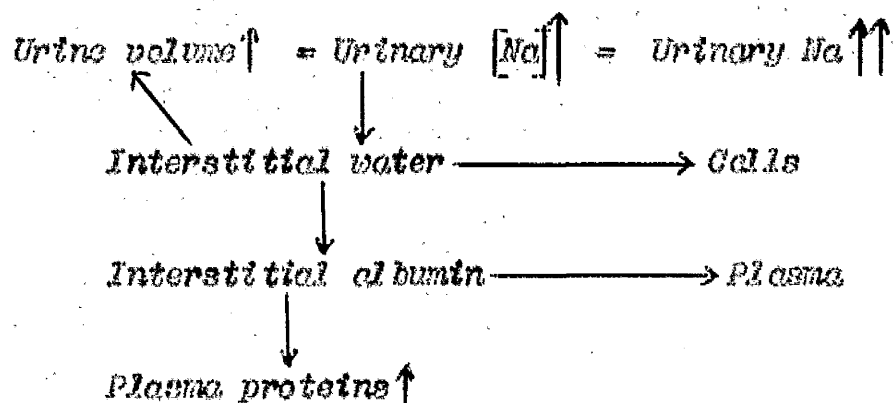 Urine volume↑ = Urinary [Na]↑ = Urinary Na↑↑
Interstitial water → Cells
Interstitial albumin → Plasma
Plasma proteins↑